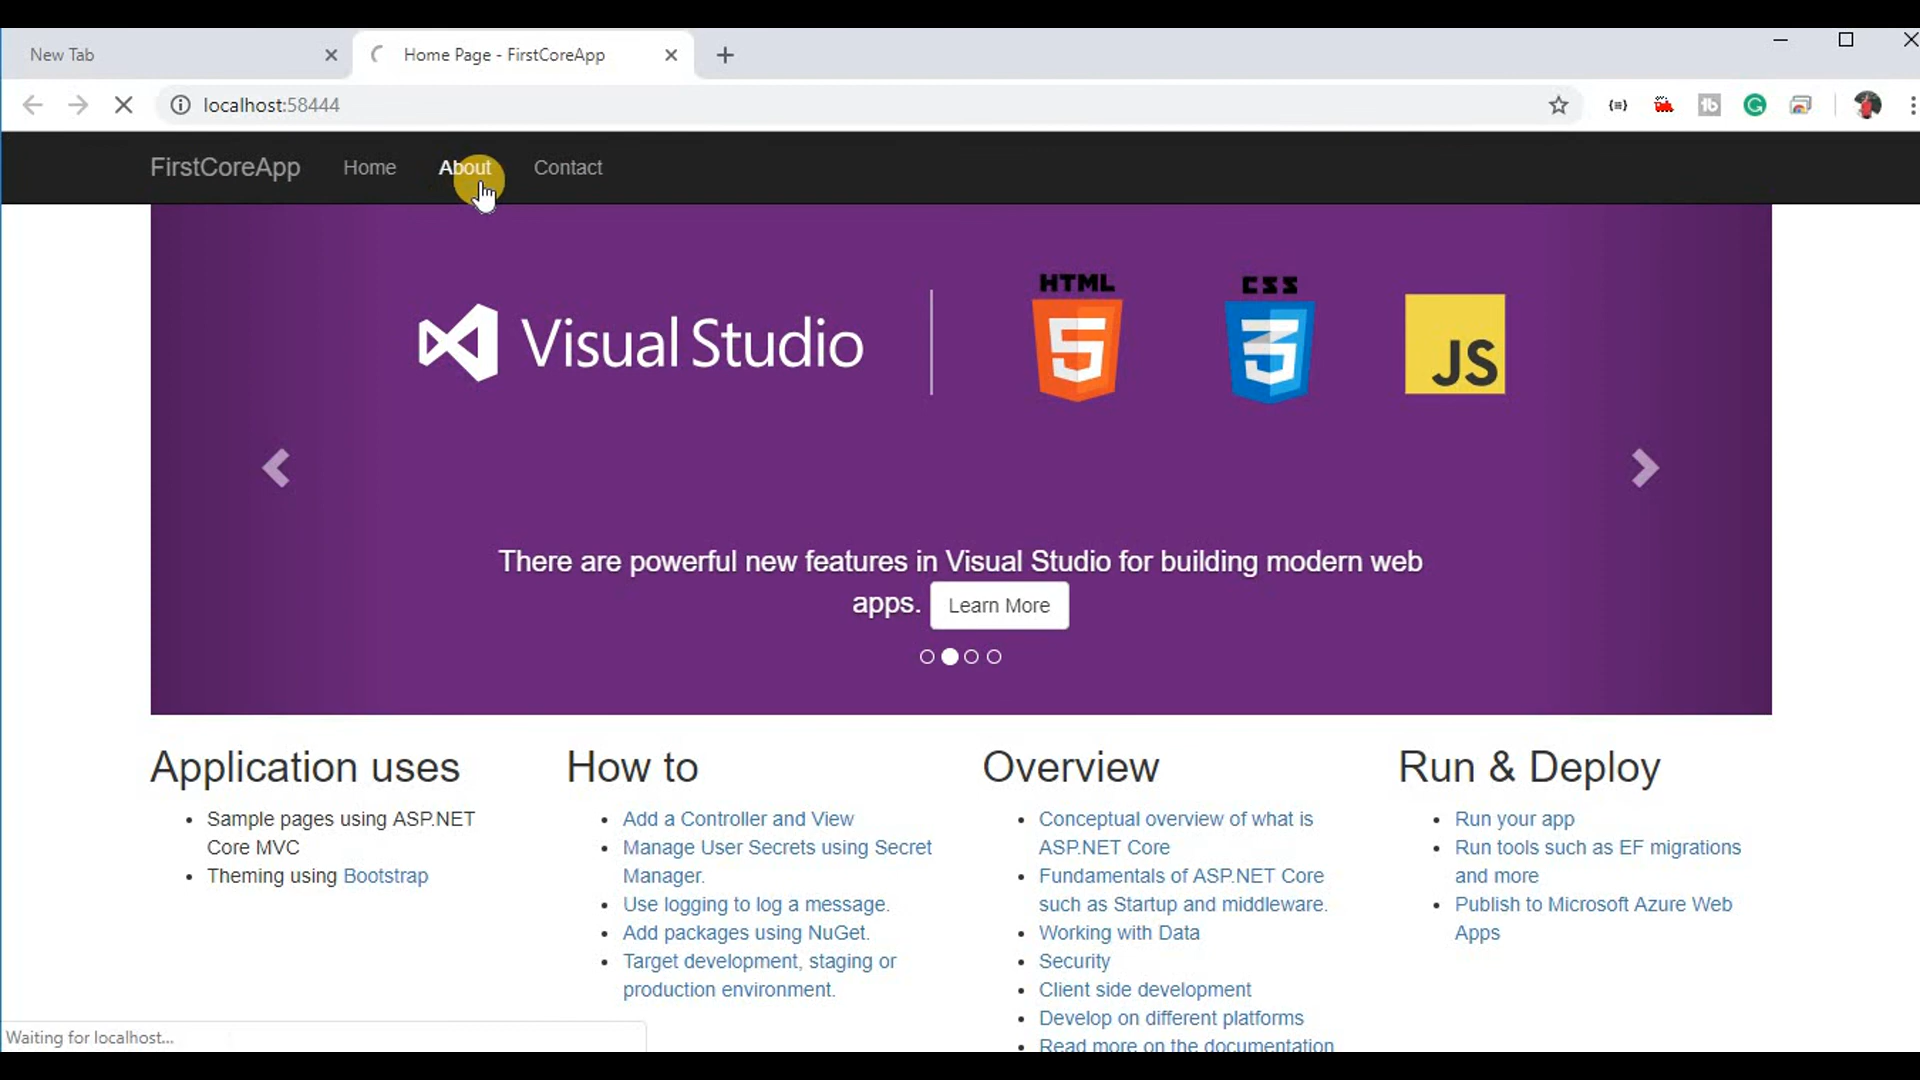 New Tab
Home Page - FirstCoreApp
localhost:58444
FirstCoreApp Home About Contact
Visual Studio
HTML
5
CSS
3
JS
There are powerful new features in Visual Studio for building modern web
apps. Learn More
Application uses
Sample pages using ASP.NET
Core MVC
Theming using Bootstrap
How to
Add a Controller and View
Manage User Secrets using Secret
Manager.
Use logging to log a message.
Add packages using NuGet.
Target development, staging or
production environment.
Overview
Conceptual overview of what is
ASP.NET Core
Fundamentals of ASP.NET Core
such as Startup and middleware.
Working with Data
Security
Client side development
Develop on different platforms
Read more on the documentation
Run & Deploy
Run your app
Run tools such as EF migrations
and more
Publish to Microsoft Azure Web
Apps
Waiting for localhost...